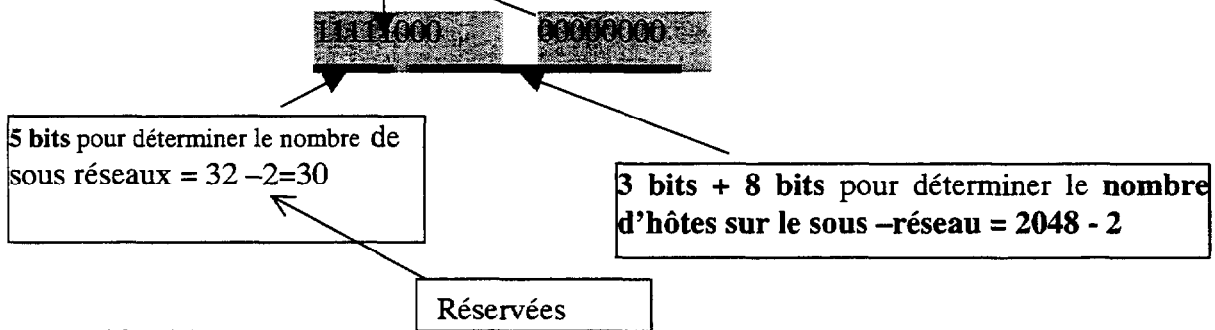 11111000 00000000
5 bits pour déterminer le nombre de
sous réseaux = 32 –2=30
3 bits + 8 bits pour déterminer le nombre
d'hôtes sur le sous –réseau = 2048 - 2
Réservées